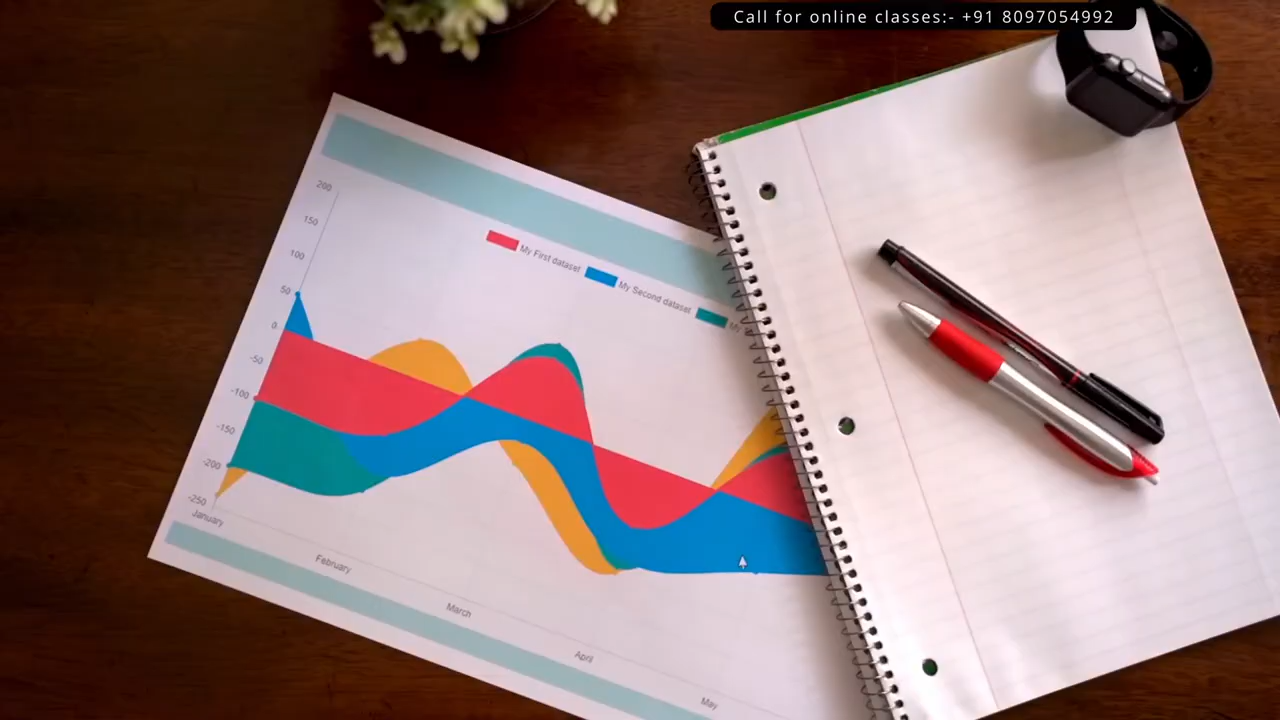 Call for online classes:- +91 8097054992
My First dataset
My Second dataset
My
200
150
100
50
0
-50
-100
-150
-200
-250
January
February
March
April
May